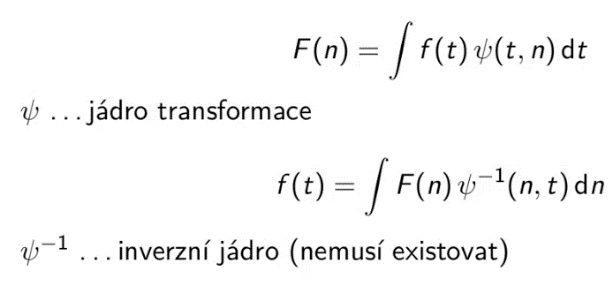 F(n) = ∫ f(t) ψ(t, n) dt
ψ ... jádro transformace
f(t) = ∫ F(n) ψ⁻¹(n, t) dn
ψ⁻¹ ... inverzní jádro (nemusí existovat)